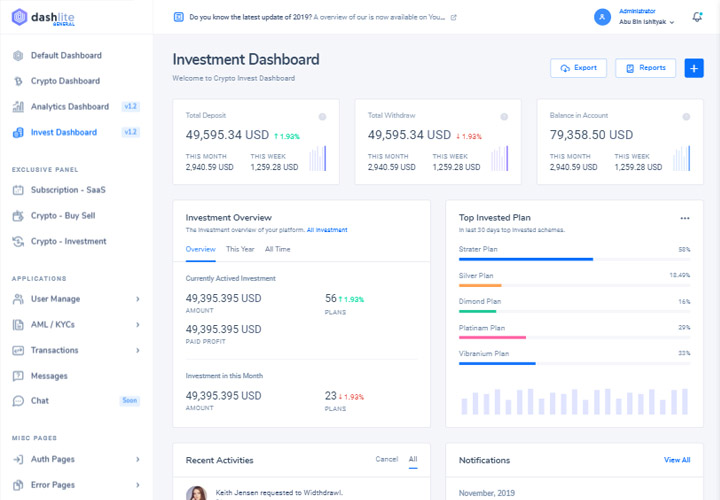 dashlite
GENERAL
Do you know the latest update of 2019? A overview of our is now available on You...
Administrator
Abu Bin Ishityak
Default Dashboard
Crypto Dashboard
Analytics Dashboard v1.2
Invest Dashboard v1.2
EXCLUSIVE PANEL
Subscription - SaaS
Crypto - Buy Sell
Crypto - Investment
APPLICATIONS
User Manage
AML / KYCs
Transactions
Messages
Chat Soon
MISC PAGES
Auth Pages
Error Pages
Investment Dashboard
Welcome to Crypto Invest Dashboard
Export
Reports
Total Deposit
49,595.34 USD 1.93%
THIS MONTH THIS WEEK
2,940.59 USD 1,259.28 USD
Total Withdraw
49,595.34 USD 1.93%
THIS MONTH THIS WEEK
2,940.59 USD 1,259.28 USD
Balance in Account
79,358.50 USD
THIS MONTH THIS WEEK
2,940.59 USD 1,259.28 USD
Investment Overview
The investment overview of your platform. All Investment
Overview This Year All Time
Currently Actived Investment
49,395.395 USD 56 1.93%
AMOUNT PLANS
49,395.395 USD
PAID PROFIT
Investment in this Month
49,395.395 USD 23 1.93%
AMOUNT PLANS
Top Invested Plan
In last 30 days top invested schemes.
Strater Plan 58%
Silver Plan 18.49%
Dimond Plan 16%
Platinam Plan 29%
Vibranium Plan 33%
Recent Activities Cancel All
Keith Jensen requested to Widthdrawl.
Notifications View All
November, 2019